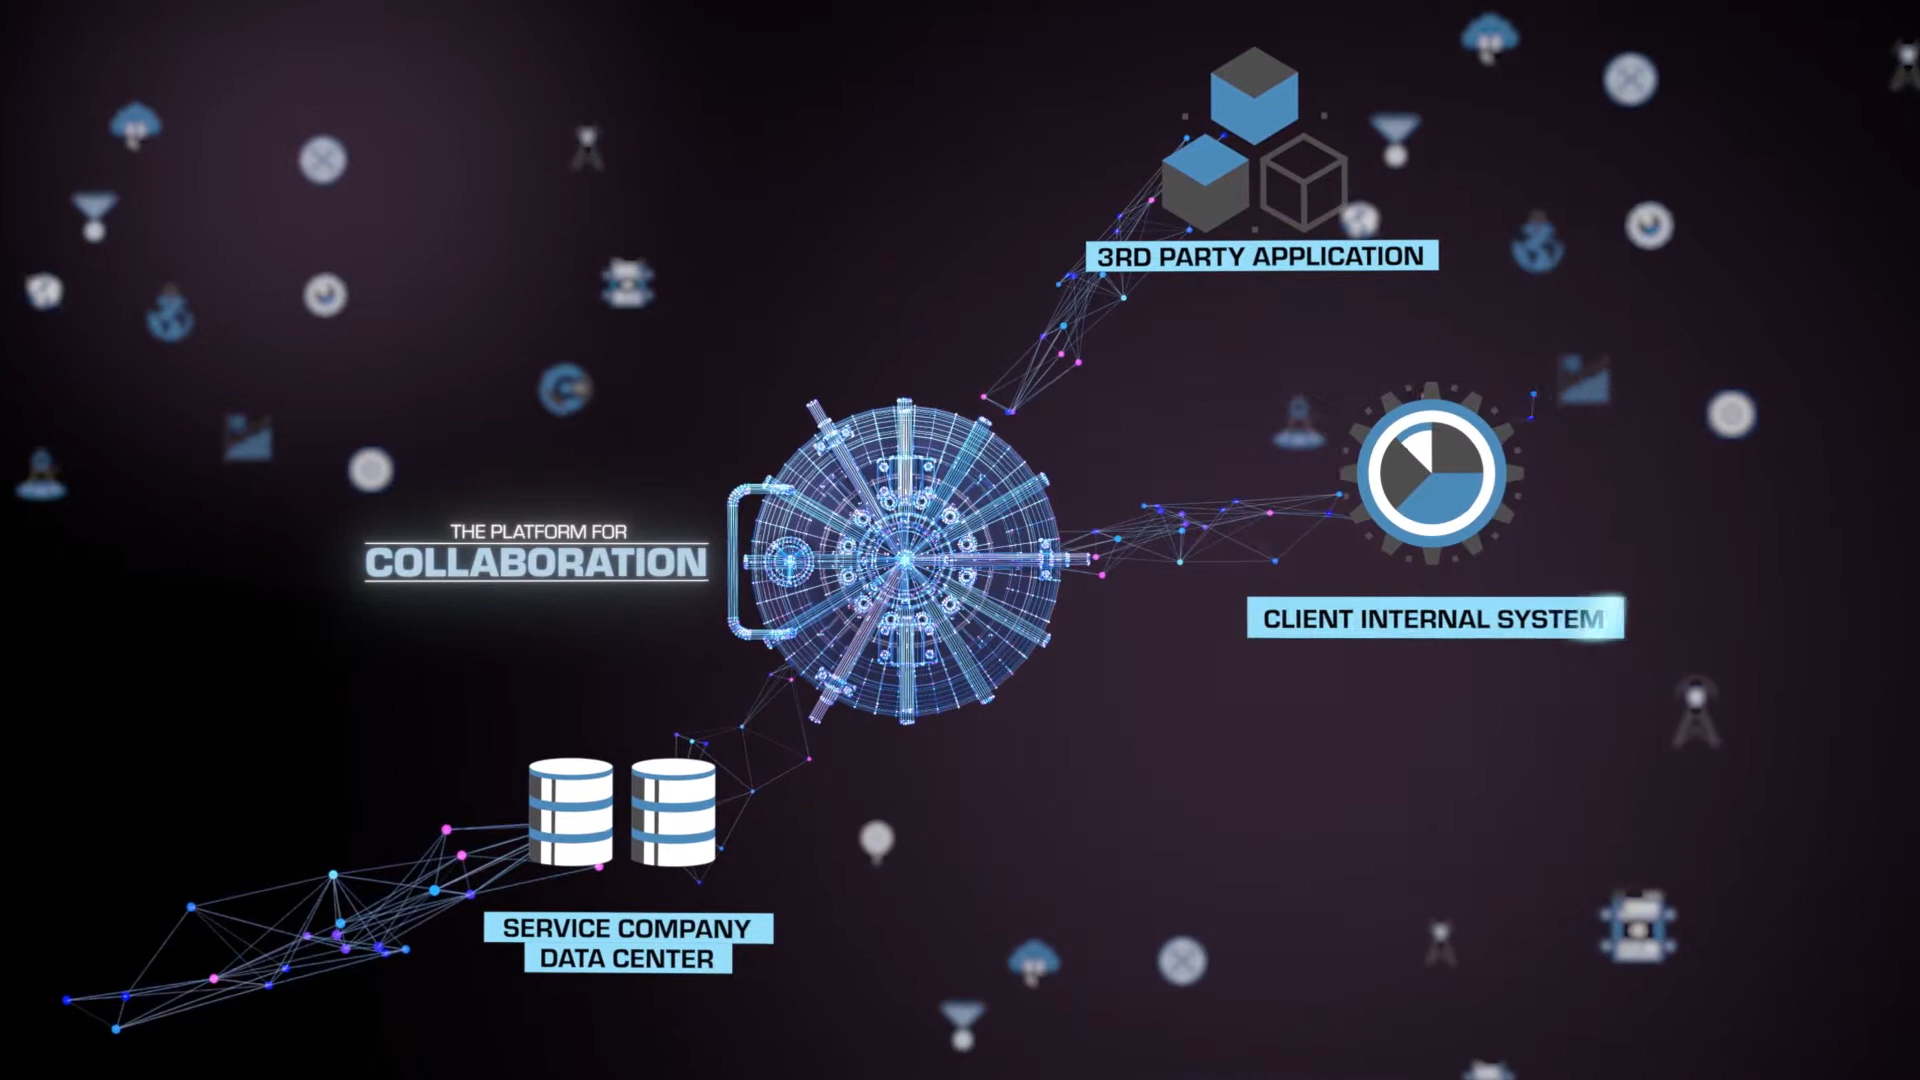 3RD PARTY APPLICATION
THE PLATFORM FOR
COLLABORATION
CLIENT INTERNAL SYSTEM
SERVICE COMPANY
DATA CENTER